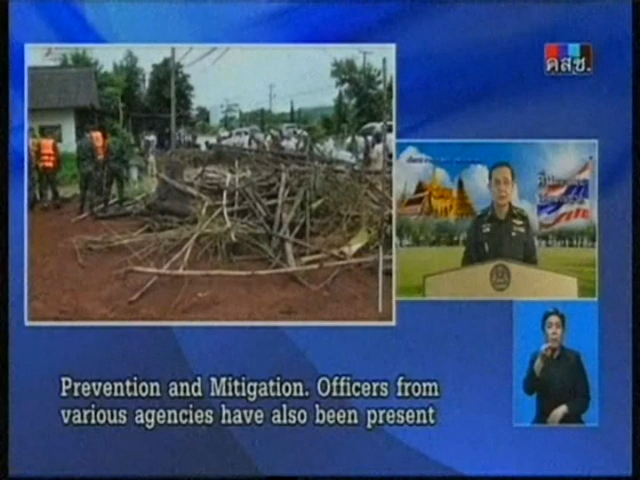 คสช.
Prevention and Mitigation. Officers from
various agencies have also been present